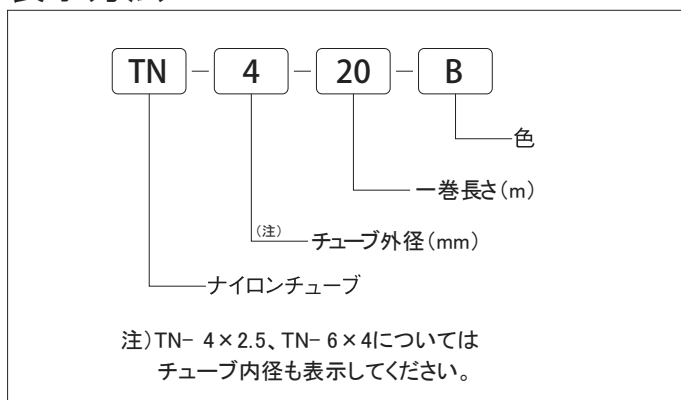 TN - 4 - 20 - B
色
一巻長さ(m)
(注)
チューブ外径(mm)
ナイロンチューブ
注)TN- 4×2.5、TN- 6×4については
チューブ内径も表示してください。